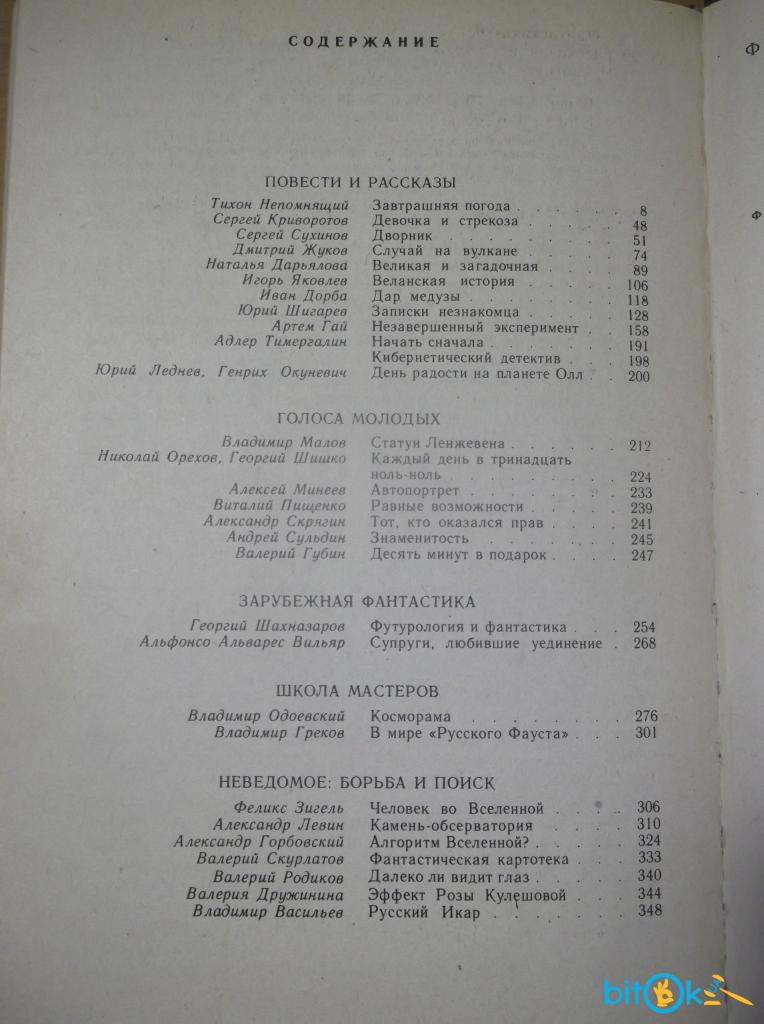 СОДЕРЖАНИЕ
ПОВЕСТИ И РАССКАЗЫ
Тихон Непомнящий Завтрашняя погода . . . . . . 8
Сергей Криворотов Девочка и стрекоза . . . . . 48
Сергей Сухинов Дворник . . . . . . . . . 51
Дмитрий Жуков Случай на вулкане . . . . . 74
Наталья Дарьялова Великая и загадочная . . . . 89
Игорь Яковлев Веланская история . . . . . 106
Иван Дорба Дар медузы . . . . . . . . 118
Юрий Шигарев Записки незнакомца . . . . . 128
Артем Гай Незавершенный эксперимент . . 158
Адлер Тимергалин Начать сначала . . . . . . . 191
Кибернетический детектив . . . 198
Юрий Леднев, Генрих Окуневич День радости на планете Олл . . 200
ГОЛОСА МОЛОДЫХ
Владимир Малов Статуи Ленжевена . . . . . . 212
Николай Орехов, Георгий Шишко Каждый день в тринадцать
ноль-ноль . . . . . . . . . 224
Алексей Минеев Автопортрет . . . . . . . . 233
Виталий Пищенко Равные возможности . . . . . 239
Александр Скрягин Тот, кто оказался прав . . . . 241
Андрей Сульдин Знаменитость . . . . . . . 245
Валерий Губин Десять минут в подарок . . . . 247
ЗАРУБЕЖНАЯ ФАНТАСТИКА
Георгий Шахназаров Футурология и фантастика . . . 254
Альфонсо Альварес Вильяр Супруги, любившие уединение . 268
ШКОЛА МАСТЕРОВ
Владимир Одоевский Косморама . . . . . . . . 276
Владимир Греков В мире «Русского Фауста» . . . 301
НЕВЕДОМОЕ: БОРЬБА И ПОИСК
Феликс Зигель Человек во Вселенной . . . . 306
Александр Левин Камень-обсерватория . . . . 310
Александр Горбовский Алгоритм Вселенной? . . . . . 324
Валерий Скурлатов Фантастическая картотека . . . 333
Валерий Родиков Далеко ли видит глаз . . . . 340
Валерия Дружинина Эффект Розы Кулешовой . . . 344
Владимир Васильев Русский Икар . . . . . . . 348
Ф
Ф
bitOk